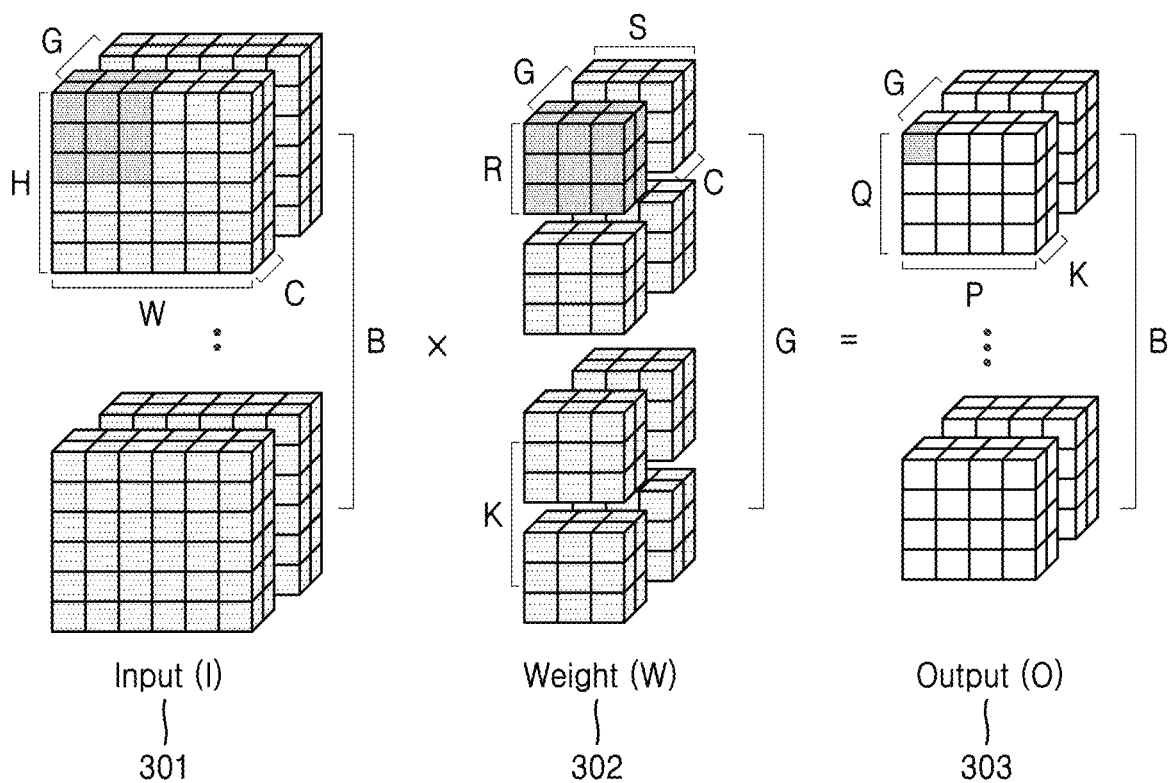 G
H
W
C
B
×
S
G
R
C
K
G
=
G
Q
P
K
B
Input (I)
Weight (W)
Output (O)
301
302
303